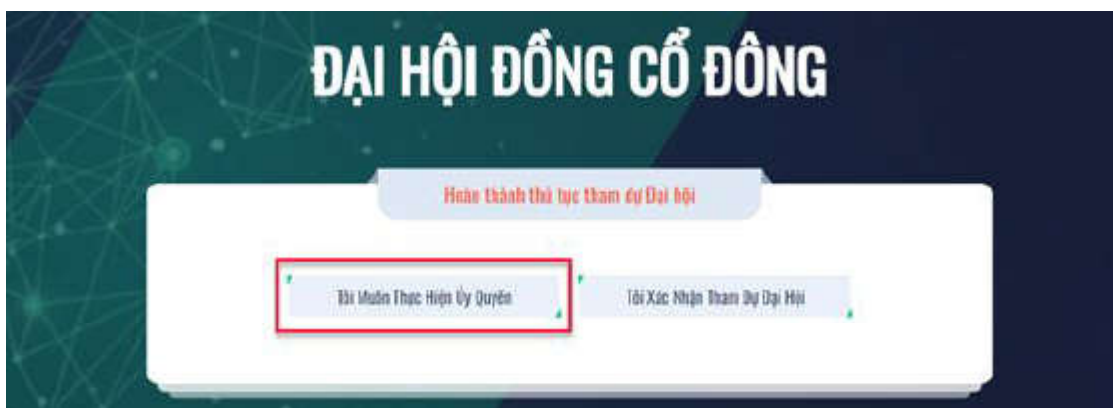 ĐẠI HỘI ĐỒNG CỔ ĐÔNG
Hoàn thành thủ tục tham dự Đại hội
Tôi Muốn Thực Hiện Ủy Quyền
Tôi Xác Nhận Tham Dự Đại Hội